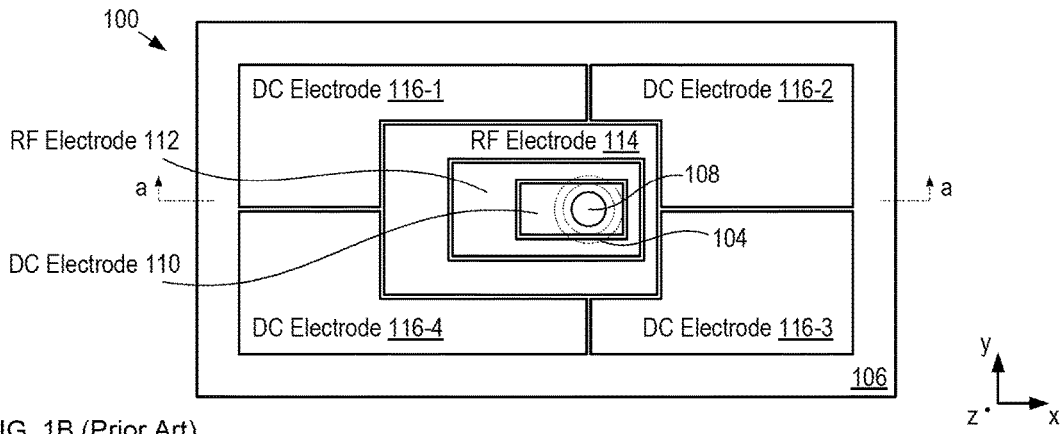 100
DC Electrode 116-1
DC Electrode 116-2
RF Electrode 112
RF Electrode 114
a
108
a
104
DC Electrode 110
DC Electrode 116-4
DC Electrode 116-3
106
y
z
x
IG. 1B (Prior Art)